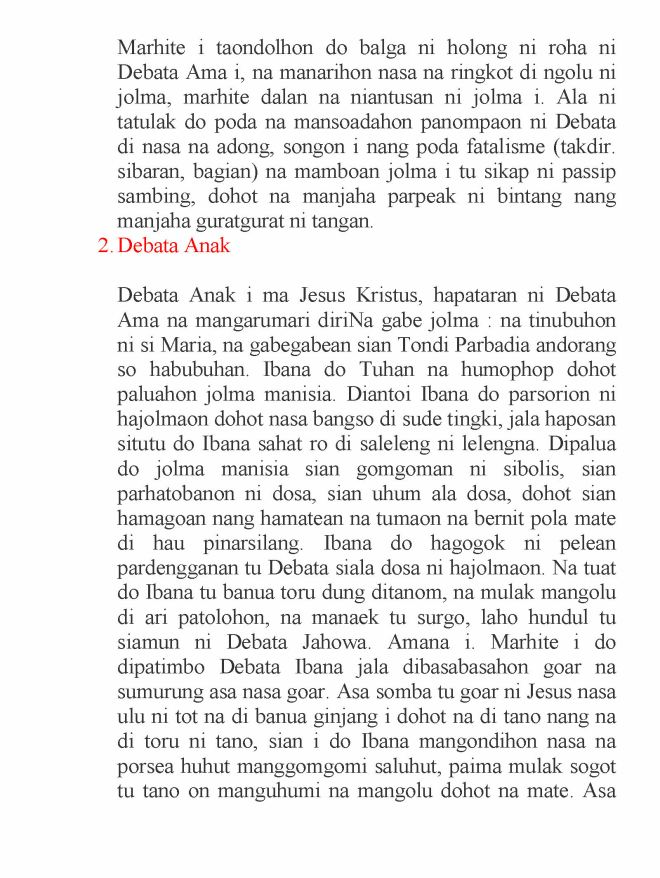 Marhite i taondolhon do balga ni holong ni roha ni
Debata Ama i, na manarihon nasa na ringkot di ngolu ni
jolma, marhite dalan na niantusan ni jolma i. Ala ni
tatulak do poda na mansoadahon panompaon ni Debata
di nasa na adong, songon i nang poda fatalisme (takdir.
sibaran, bagian) na mamboan jolma i tu sikap ni passip
sambing, dohot na manjaha parpeak ni bintang nang
manjaha guratgurat ni tangan.
2. Debata Anak
Debata Anak i ma Jesus Kristus, hapataran ni Debata
Ama na mangarumari diriNa gabe jolma : na tinubuhon
ni si Maria, na gabegabean sian Tondi Parbadia andorang
so habubuhan. Ibana do Tuhan na humophop dohot
paluahon jolma manisia. Diantoi Ibana do parsorion ni
hajolmaon dohot nasa bangso di sude tingki, jala haposan
situtu do Ibana sahat ro di saleleng ni lelengna. Dipalua
do jolma manisia sian gomgoman ni sibolis, sian
parhatobanon ni dosa, sian uhum ala dosa, dohot sian
hamagoan nang hamatean na tumaon na bernit pola mate
di hau pinarsilang. Ibana do hagogok ni pelean
pardengganan tu Debata siala dosa ni hajolmaon. Na tuat
do Ibana tu banua toru dung ditanom, na mulak mangolu
di ari patolohon, na manaek tu surgo, laho hundul tu
siamun ni Debata Jahowa. Amana i. Marhite i do
dipatimbo Debata Ibana jala dibasabasahon goar na
sumurung asa nasa goar. Asa somba tu goar ni Jesus nasa
ulu ni tot na di banua ginjang i dohot na di tano nang na
di toru ni tano, sian i do Ibana mangondihon nasa na
porsea huhut manggomgomi saluhut, paima mulak sogot
tu tano on manguhumi na mangolu dohot na mate. Asa